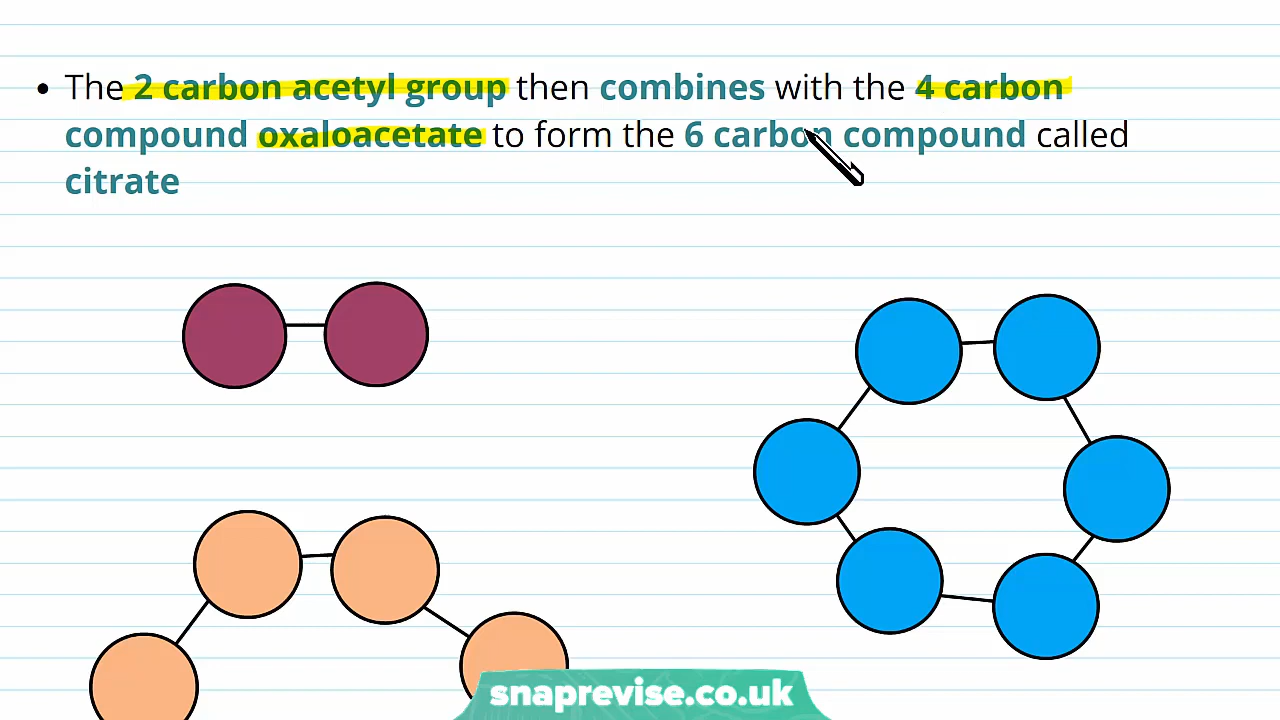 • The 2 carbon acetyl group then combines with the 4 carbon
compound oxaloacetate to form the 6 carbon compound called
citrate
snaprevise.co.uk